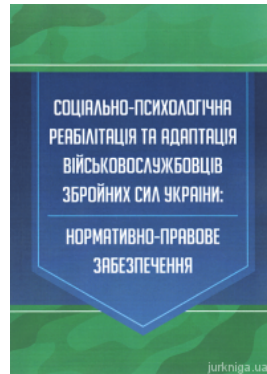 СОЦІАЛЬНО-ПСИХОЛОГІЧНА
РЕАБІЛІТАЦІЯ ТА АДАПТАЦІЯ
ВІЙСЬКОВОСЛУЖБОВЦІВ
ЗБРОЙНИХ СИЛ УКРАЇНИ:
НОРМАТИВНО-ПРАВОВЕ
ЗАБЕЗПЕЧЕННЯ
jurkniga.ua